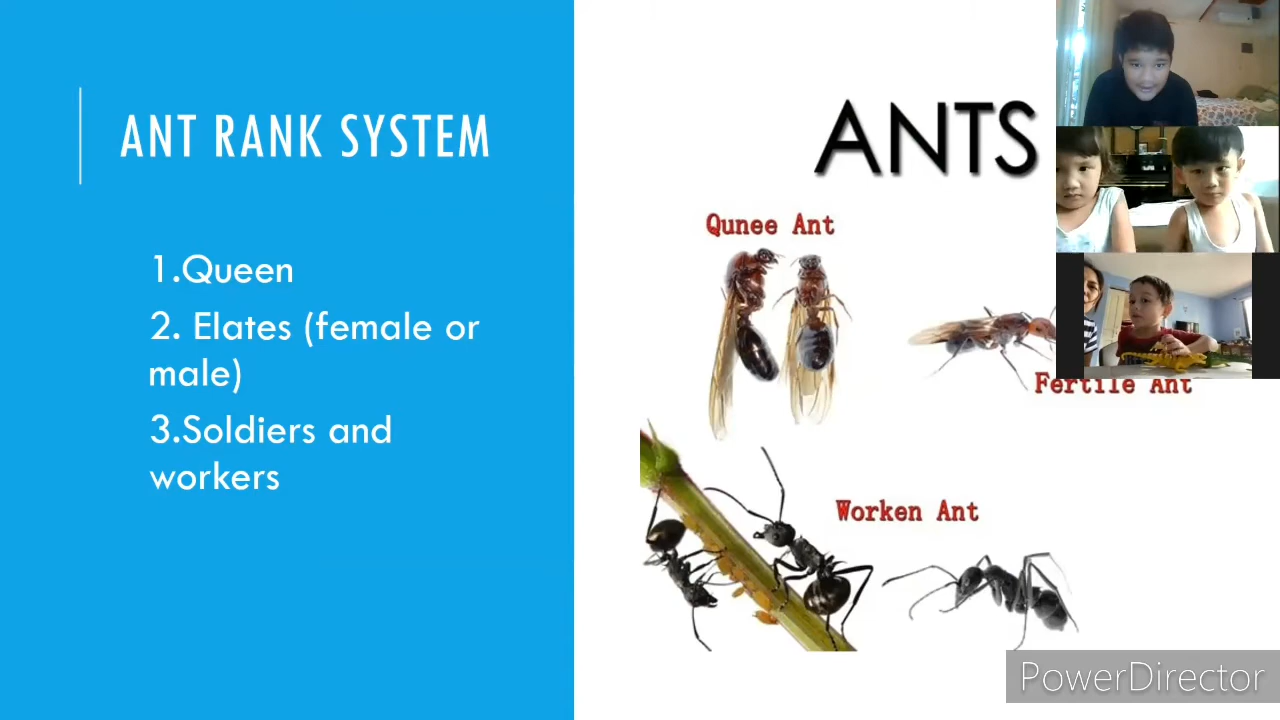 ANT RANK SYSTEM
1.Queen
2. Elates (female or
male)
3.Soldiers and
workers
ANTS
Qunee Ant
Fertile Ant
Worken Ant
PowerDirector